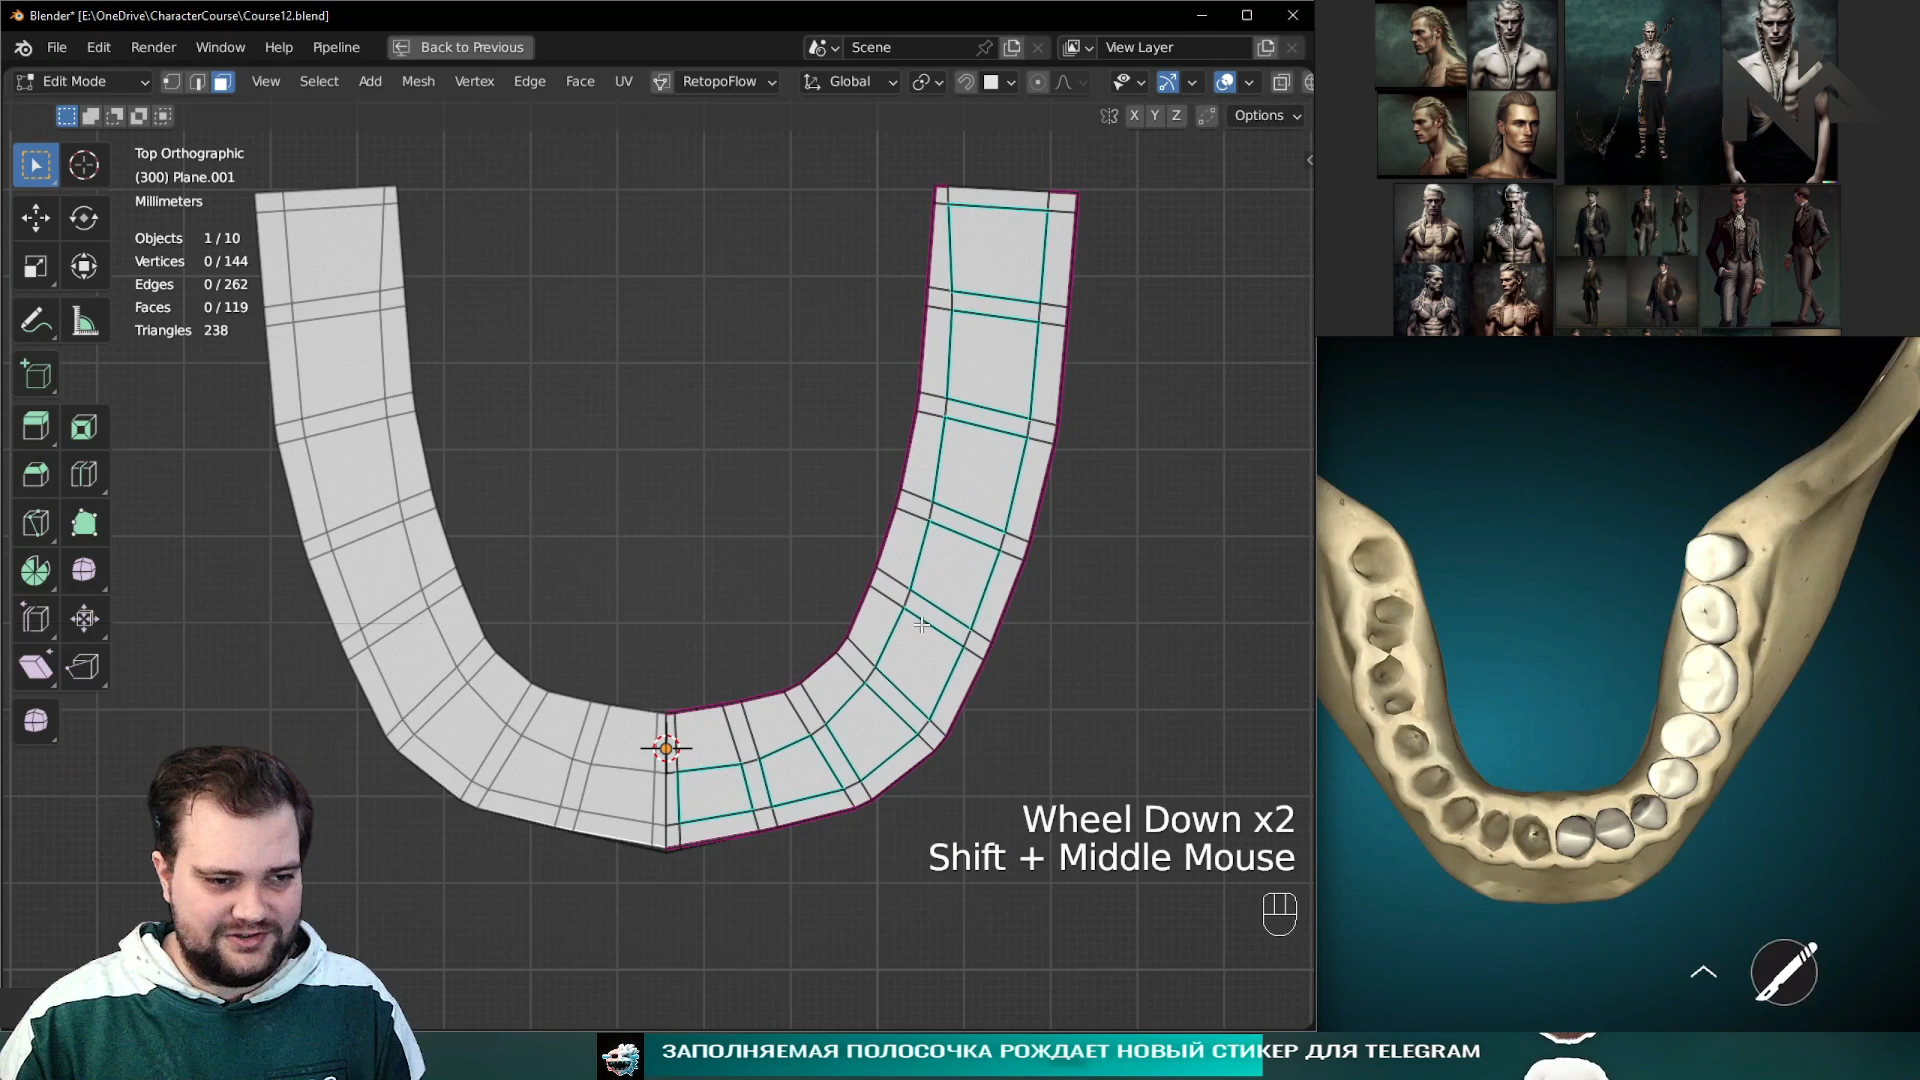 Blender* [E:\OneDrive\CharacterCourse\Course12.blend]
File Edit Render Window Help Pipeline Back to Previous Scene View Layer
Edit Mode View Select Add Mesh Vertex Edge Face UV RetopoFlow Global
X Y Z Options
Top Orthographic
(300) Plane.001
Millimeters
Objects 1 / 10
Vertices 0 / 144
Edges 0 / 262
Faces 0 / 119
Triangles 238
Wheel Down x2
Shift + Middle Mouse
ЗАПОЛНЯЕМАЯ ПОЛОСОЧКА РОЖДАЕТ НОВЫЙ СТИКЕР ДЛЯ TELEGRAM